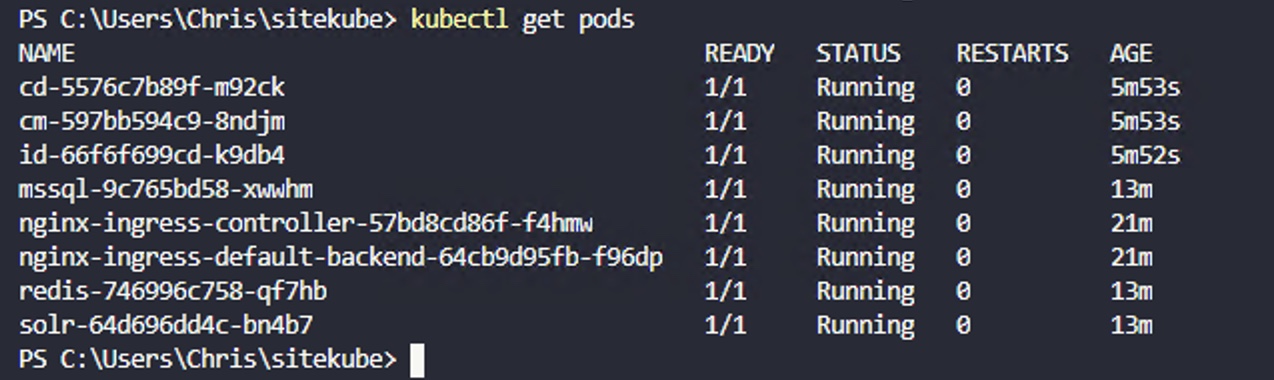 PS C:\Users\Chris\sitekube> kubectl get pods
NAME READY STATUS RESTARTS AGE
cd-5576c7b89f-m92ck 1/1 Running 0 5m53s
cm-597bb594c9-8ndjm 1/1 Running 0 5m53s
id-66f6f699cd-k9db4 1/1 Running 0 5m52s
mssql-9c765bd58-xwwhm 1/1 Running 0 13m
nginx-ingress-controller-57bd8cd86f-f4hmw 1/1 Running 0 21m
nginx-ingress-default-backend-64cb9d95fb-f96dp 1/1 Running 0 21m
redis-746996c758-qf7hb 1/1 Running 0 13m
solr-64d696dd4c-bn4b7 1/1 Running 0 13m
PS C:\Users\Chris\sitekube>